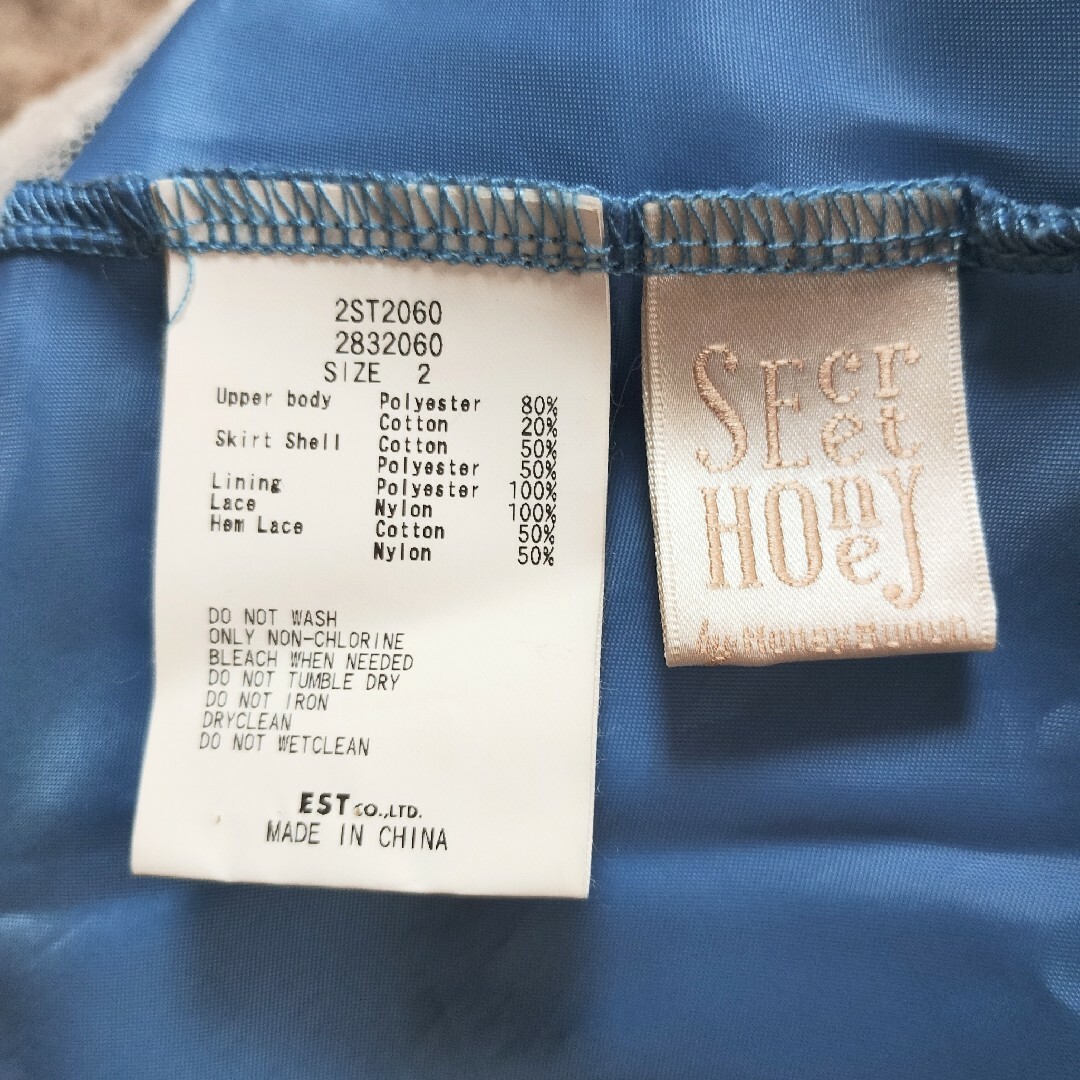 2ST2060
2832060
SIZE 2
Upper body Polyester 80%
Cotton 20%
Skirt Shell Cotton 50%
Polyester 50%
Lining Polyester 100%
Lace Nylon 100%
Hem Lace Cotton 50%
Nylon 50%
DO NOT WASH
ONLY NON-CHLORINE
BLEACH WHEN NEEDED
DO NOT TUMBLE DRY
DO NOT IRON
DRYCLEAN
DO NOT WETCLEAN
EST CO.,LTD.
MADE IN CHINA
SEcret
HONeY
by Honey